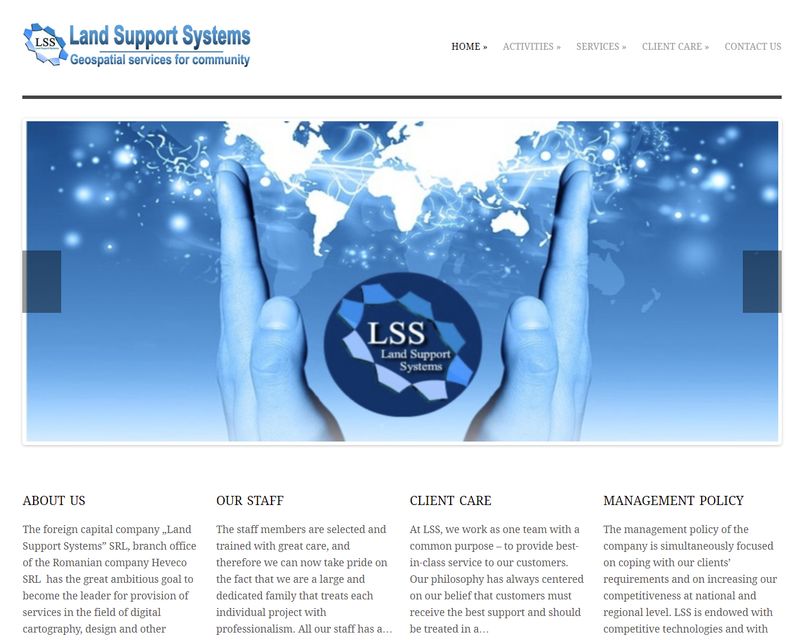 LSS
Land Support Systems
Geospatial services for community
HOME » ACTIVITIES » SERVICES » CLIENT CARE » CONTACT US
LSS
Land Support
Systems
ABOUT US
The foreign capital company „Land
Support Systems” SRL, branch office
of the Romanian company Heveco
SRL has the great ambitious goal to
become the leader for provision of
services in the field of digital
cartography, design and other
OUR STAFF
The staff members are selected and
trained with great care, and
therefore we can now take pride on
the fact that we are a large and
dedicated family that treats each
individual project with
professionalism. All our staff has a…
CLIENT CARE
At LSS, we work as one team with a
common purpose – to provide best-
in-class service to our customers.
Our philosophy has always centered
on our belief that customers must
receive the best support and should
be treated in a…
MANAGEMENT POLICY
The management policy of the
company is simultaneously focused
on coping with our clients’
requirements and on increasing our
competitiveness at national and
regional level. LSS is endowed with
competitive technologies and with